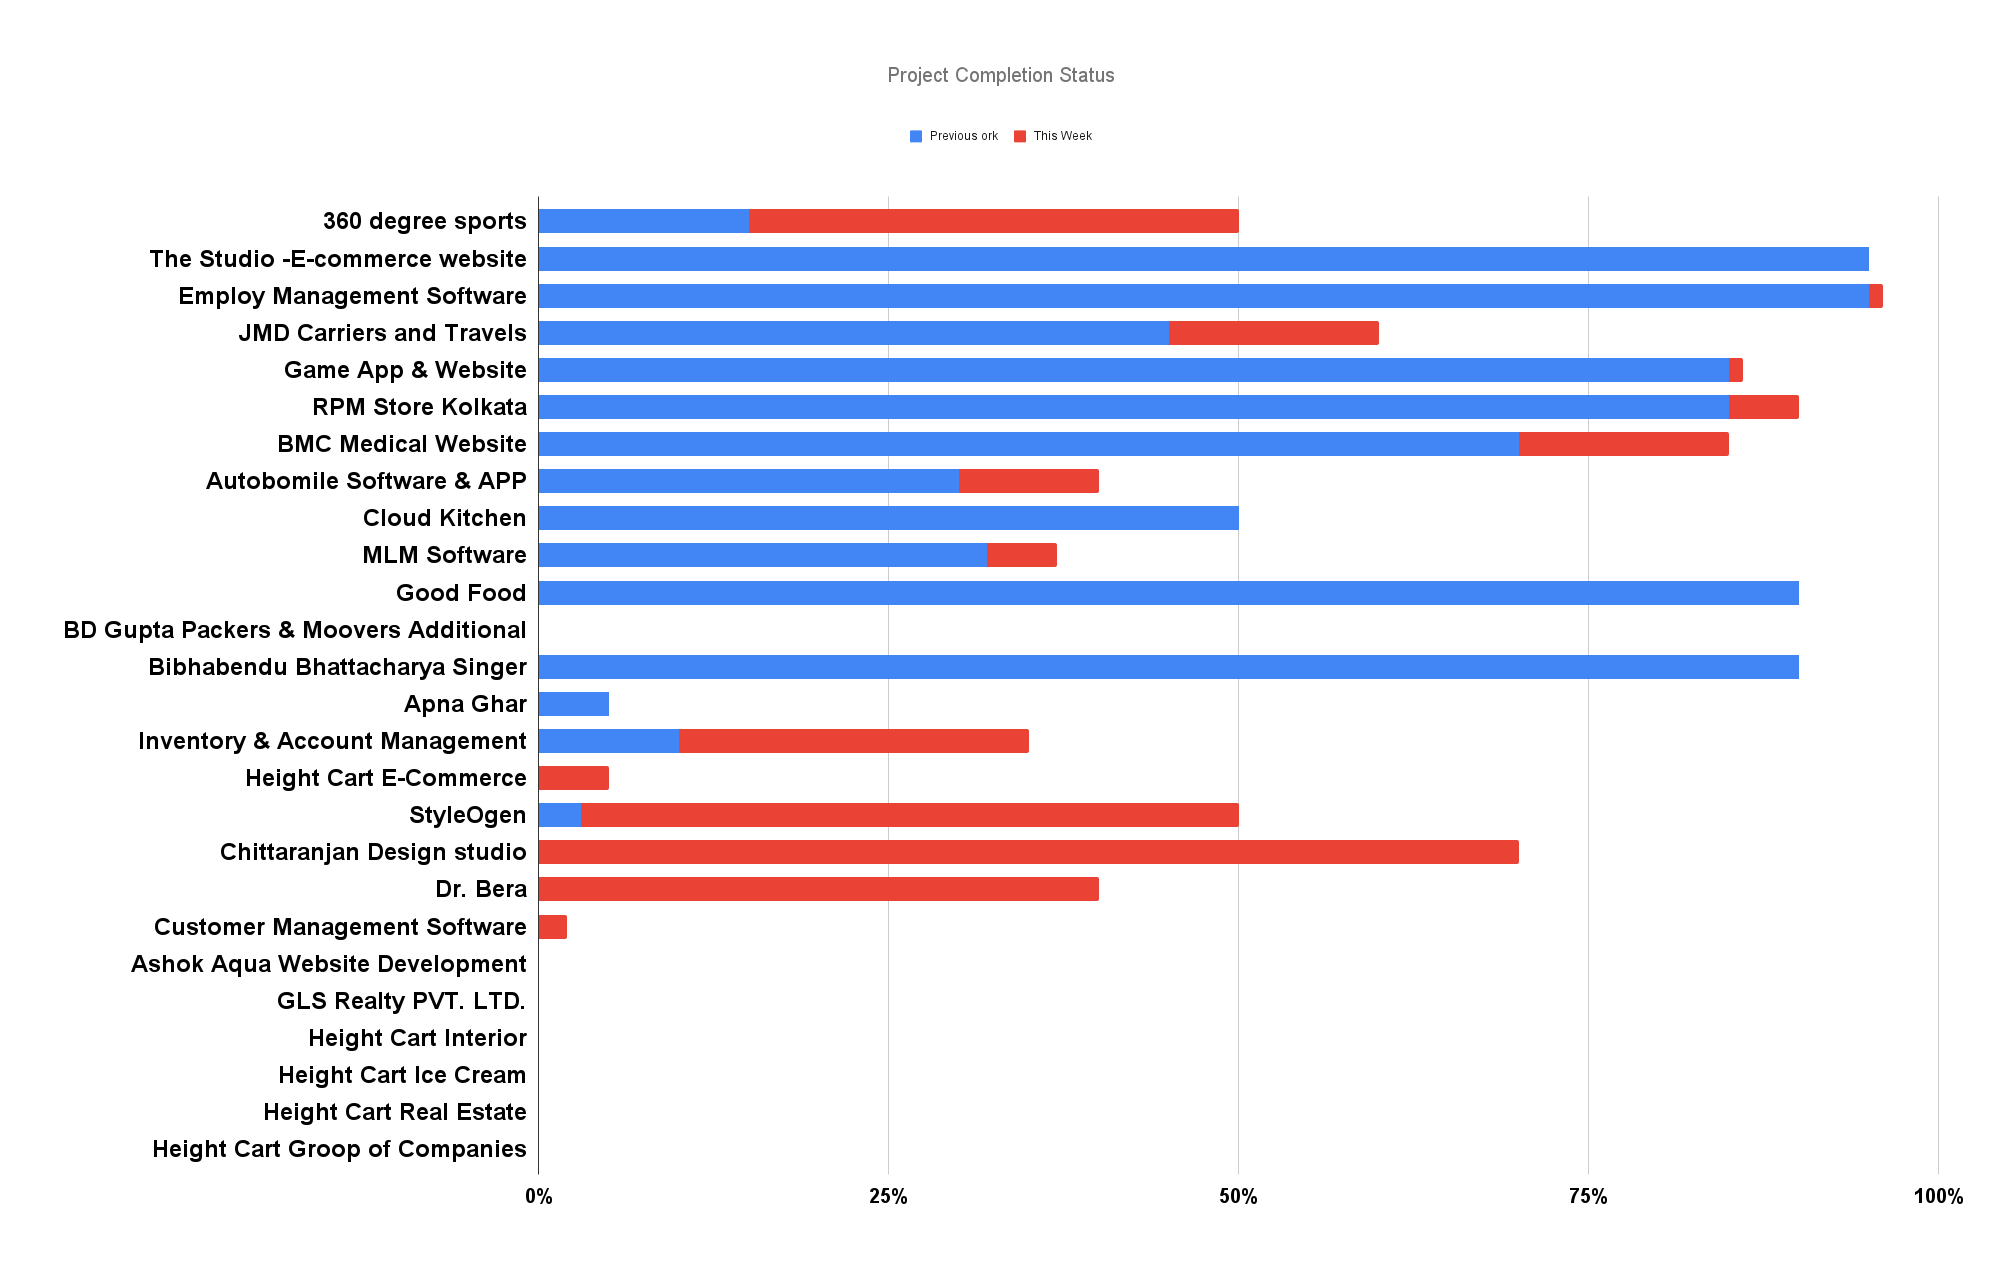 Project Completion Status
Previous ork This Week
360 degree sports
The Studio -E-commerce website
Employ Management Software
JMD Carriers and Travels
Game App & Website
RPM Store Kolkata
BMC Medical Website
Autobomile Software & APP
Cloud Kitchen
MLM Software
Good Food
BD Gupta Packers & Moovers Additional
Bibhabendu Bhattacharya Singer
Apna Ghar
Inventory & Account Management
Height Cart E-Commerce
StyleOgen
Chittaranjan Design studio
Dr. Bera
Customer Management Software
Ashok Aqua Website Development
GLS Realty PVT. LTD.
Height Cart Interior
Height Cart Ice Cream
Height Cart Real Estate
Height Cart Groop of Companies
0% 25% 50% 75% 100%